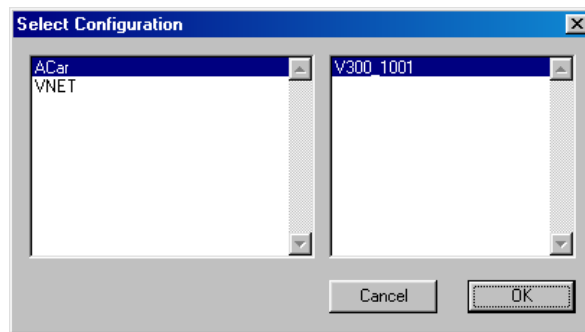 Select Configuration
ACar
VNET
V300_1001
Cancel
OK